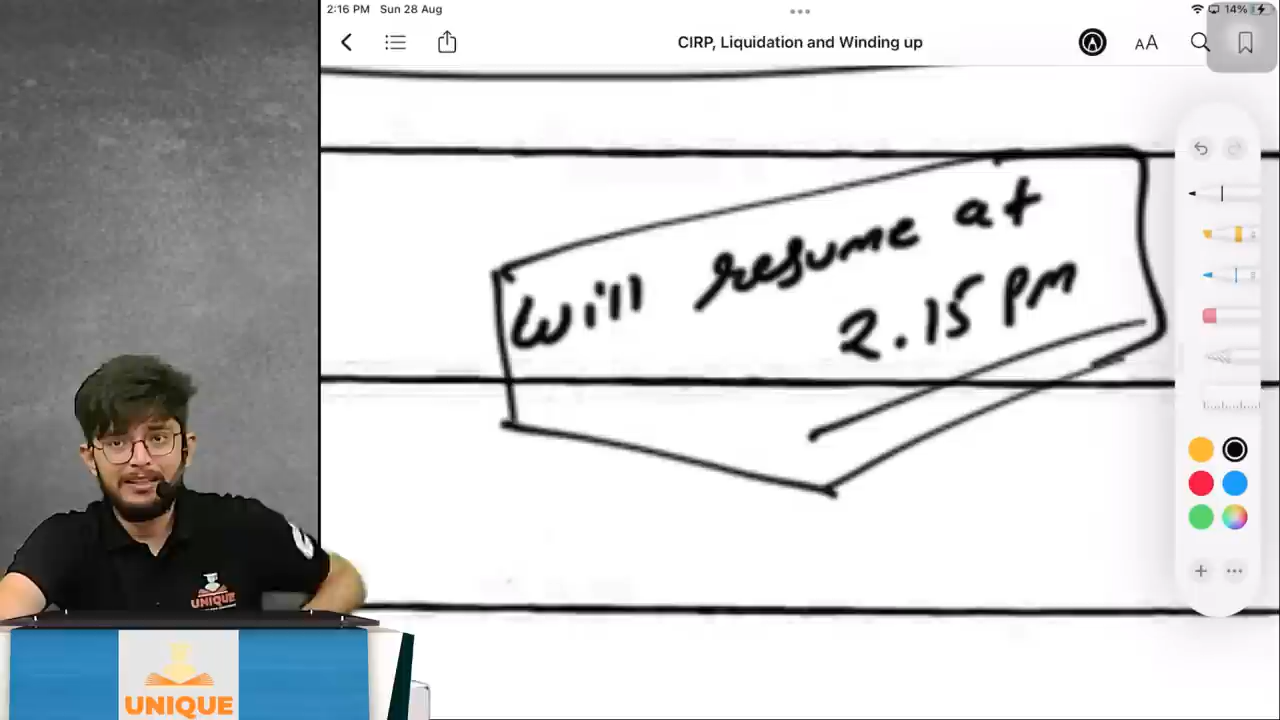 2:16 PM Sun 28 Aug
14%
CIRP, Liquidation and Winding up
AA
will resume at
2.15 pm
UNIQUE
UNIQUE